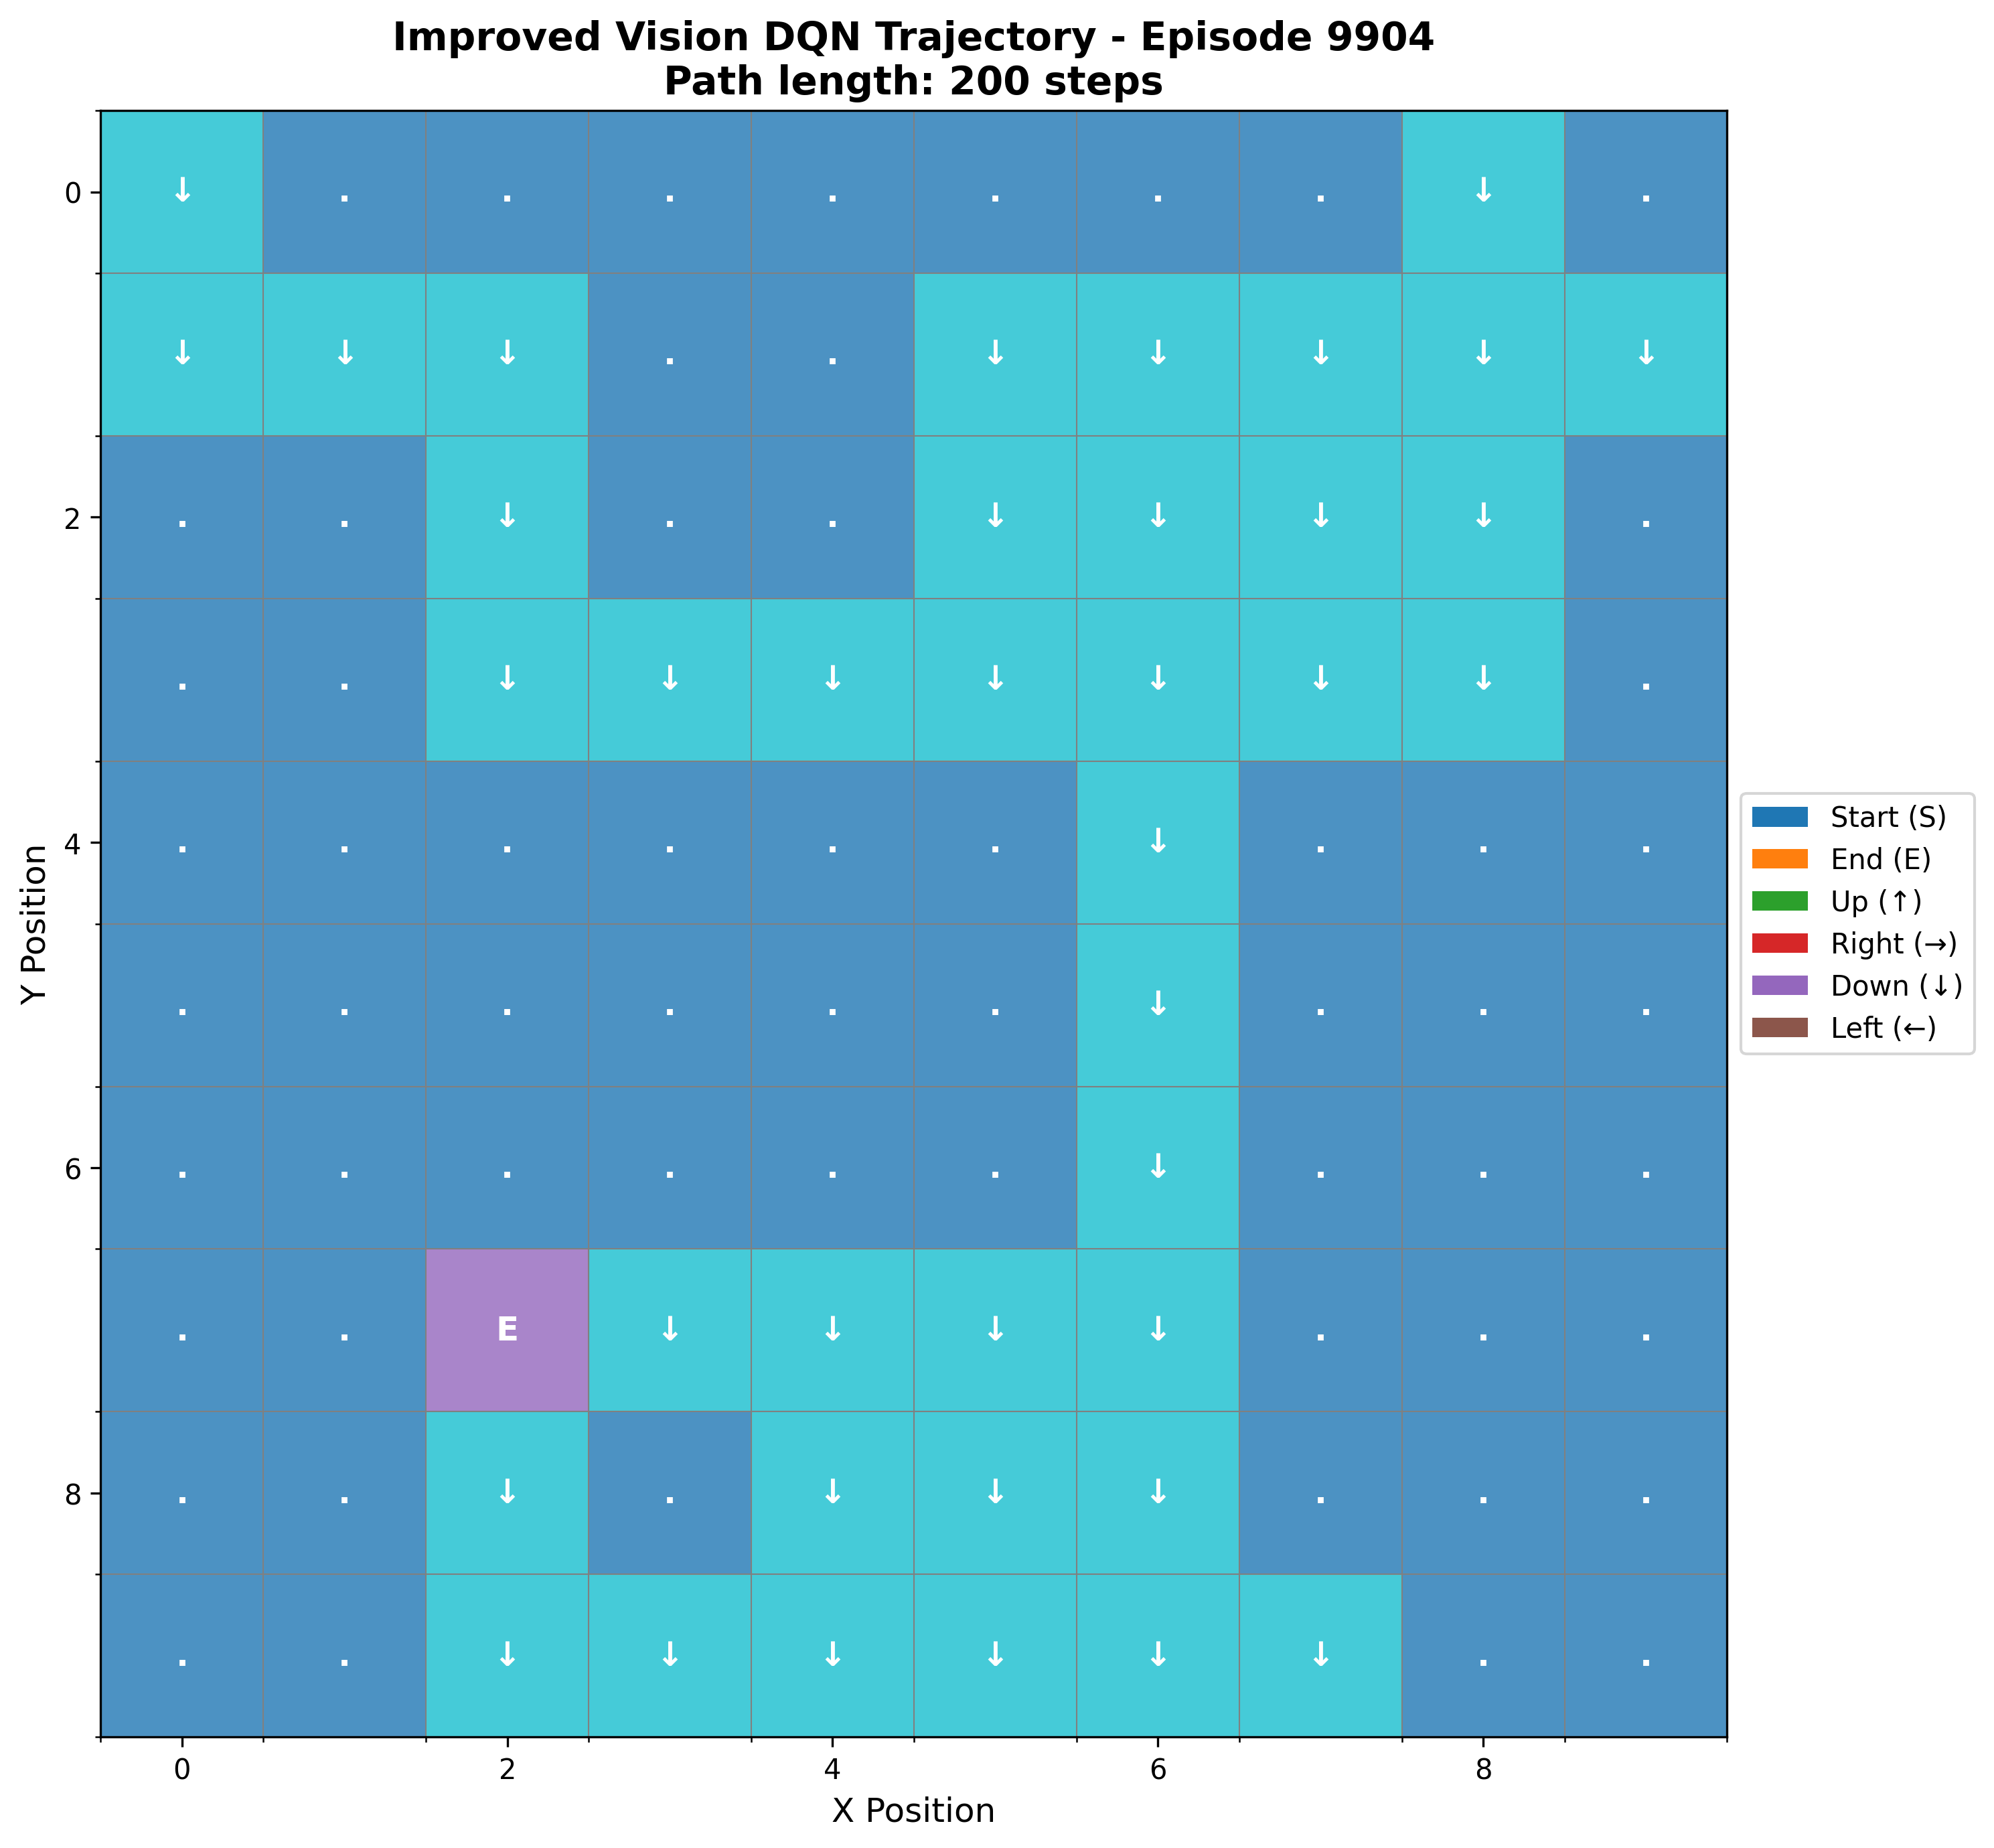 Improved Vision DQN Trajectory - Episode 9904
Path length: 200 steps
0 ↓ . . . . . . . ↓ .
↓ ↓ ↓ . . ↓ ↓ ↓ ↓ ↓
2 . . ↓ . . ↓ ↓ ↓ ↓ .
. . ↓ ↓ ↓ ↓ ↓ ↓ ↓ .
4 . . . . . . ↓ . . .
. . . . . . ↓ . . .
6 . . . . . . ↓ . . .
. . E ↓ ↓ ↓ ↓ . . .
8 . . ↓ . ↓ ↓ ↓ . . .
. . ↓ ↓ ↓ ↓ ↓ ↓ . .
0 2 4 6 8
X Position
Y Position
Start (S)
End (E)
Up (↑)
Right (→)
Down (↓)
Left (←)